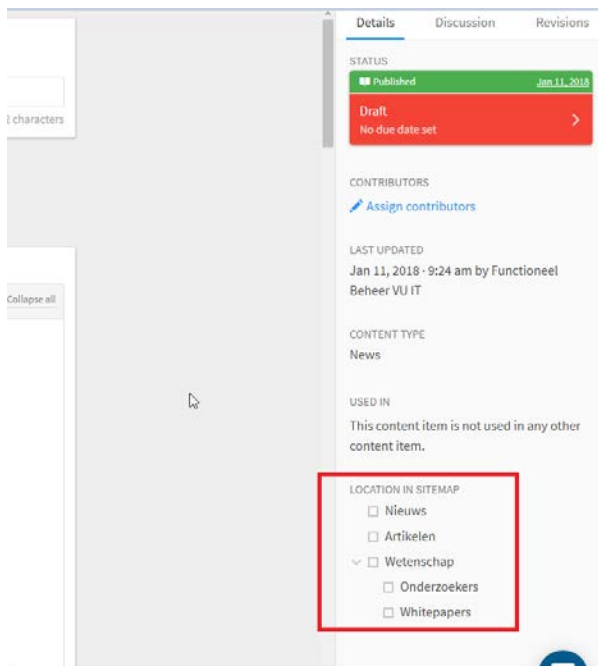 Details Discussion Revisions
STATUS
Published Jan 11, 2018
Draft
No due date set
characters
CONTRIBUTORS
Assign contributors
LAST UPDATED
Jan 11, 2018 · 9:24 am by Functioneel
Beheer VU IT
Collapse all
CONTENT TYPE
News
USED IN
This content item is not used in any other
content item.
LOCATION IN SITEMAP
Nieuws
Artikelen
Wetenschap
Onderzoekers
Whitepapers